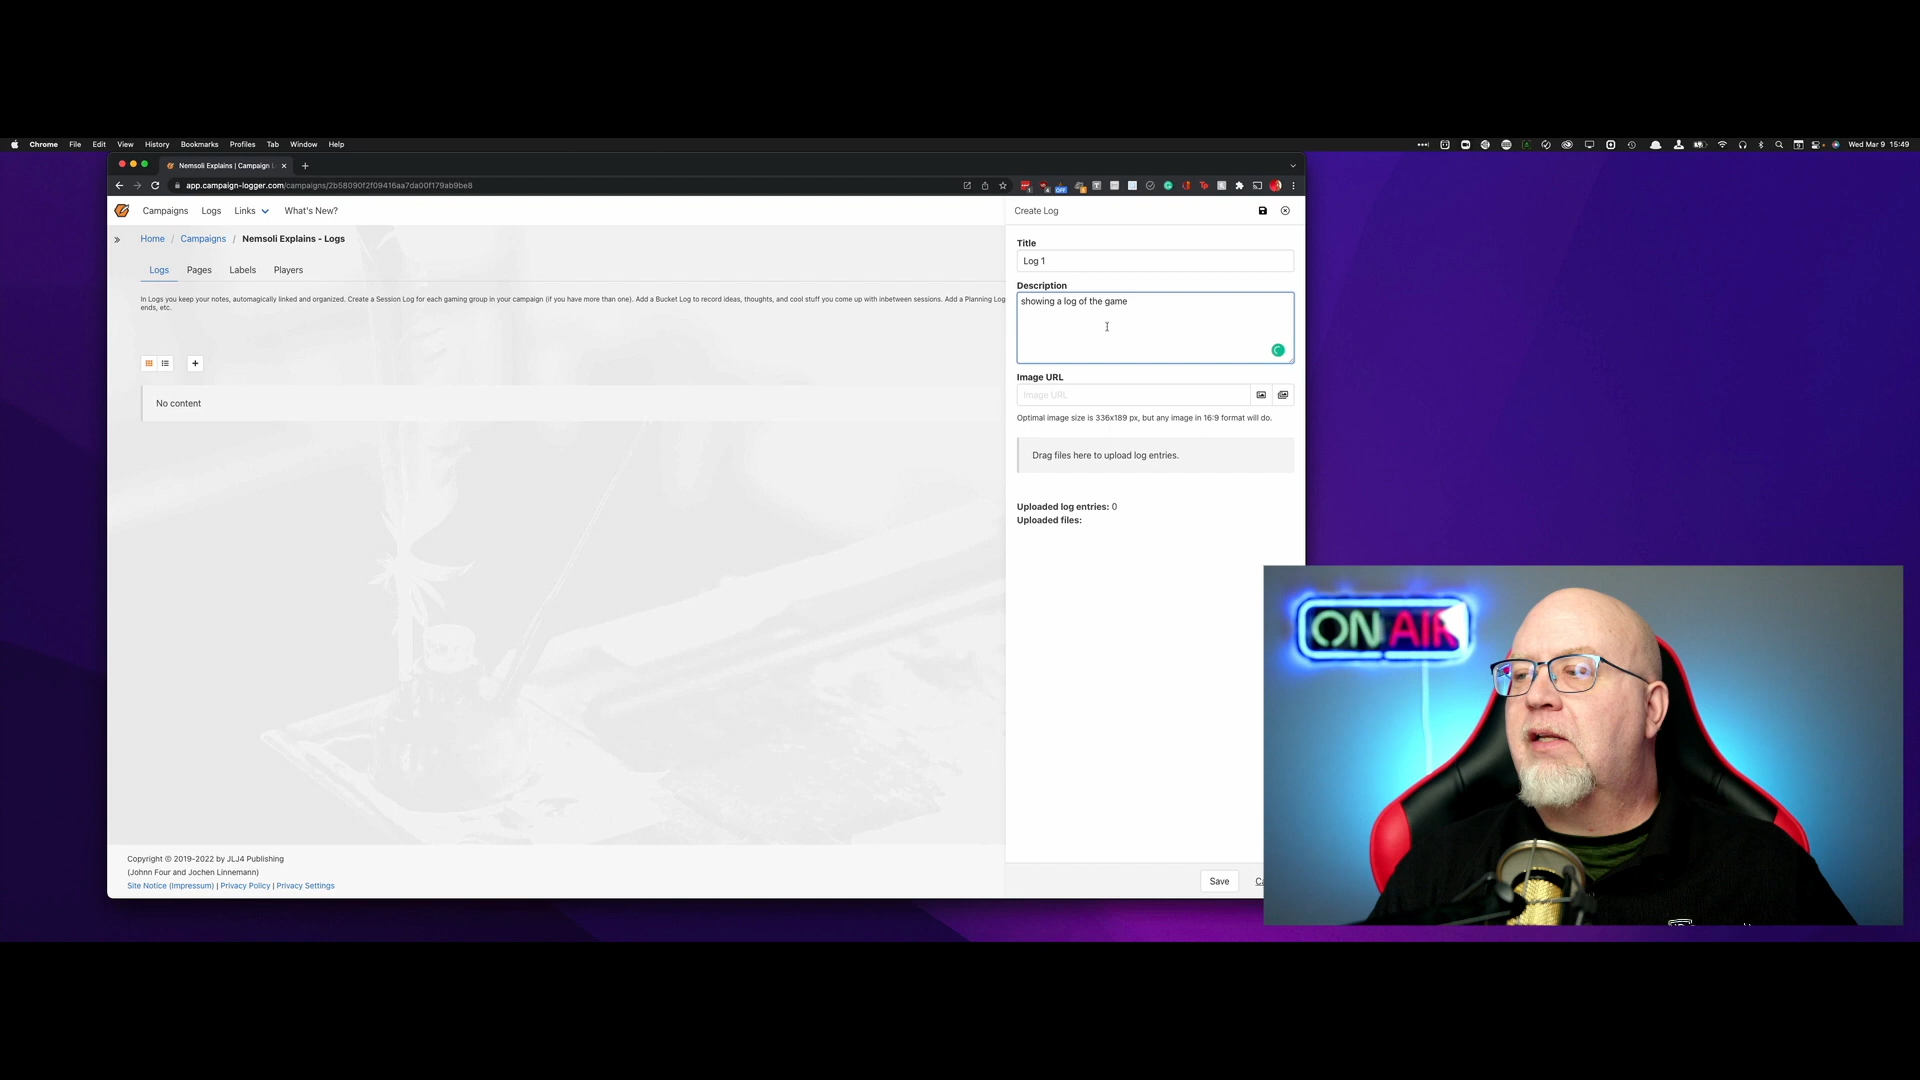 Chrome File Edit View History Bookmarks Profiles Tab Window Help
Wed Mar 9 15:49
Nemsoli Explains | Campaign
app.campaign-logger.com/campaigns/2b58090f2f09416aa7da00f179ab9be8
Campaigns Logs Links What's New?
Create Log
Home / Campaigns / Nemsoli Explains - Logs
Logs Pages Labels Players
In Logs you keep your notes, automagically linked and organized. Create a Session Log for each gaming group in your campaign (if you have more than one). Add a Bucket Log to record ideas, thoughts, and cool stuff you come up with inbetween sessions. Add a Planning Log
ends, etc.
No content
Title
Log 1
Description
showing a log of the game
Image URL
Image URL
Optimal image size is 336x189 px, but any image in 16:9 format will do.
Drag files here to upload log entries.
Uploaded log entries: 0
Uploaded files:
Save
ON AIR
Copyright © 2019-2022 by JLJ4 Publishing
(Johnn Four and Jochen Linnemann)
Site Notice (Impressum) | Privacy Policy | Privacy Settings